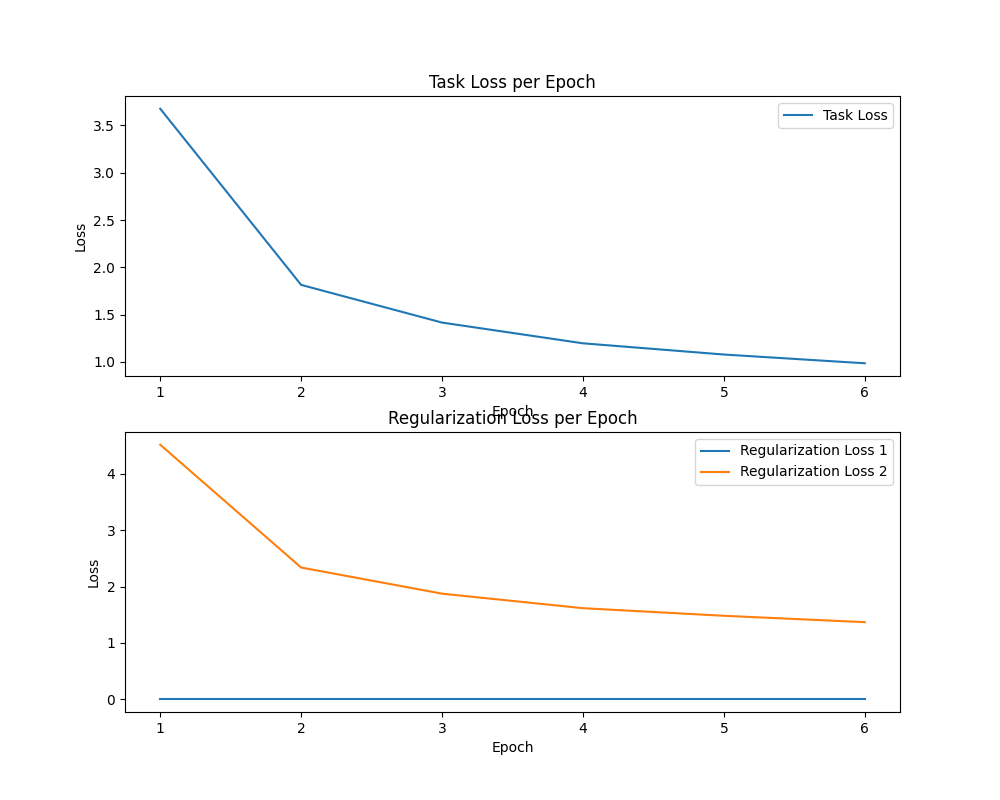 Task Loss per Epoch
Task Loss
3.5
3.0
2.5
2.0
1.5
1.0
Loss
1 2 3 4 5 6
Epoch
Regularization Loss per Epoch
Regularization Loss 1
Regularization Loss 2
4
3
2
1
0
Loss
1 2 3 4 5 6
Epoch